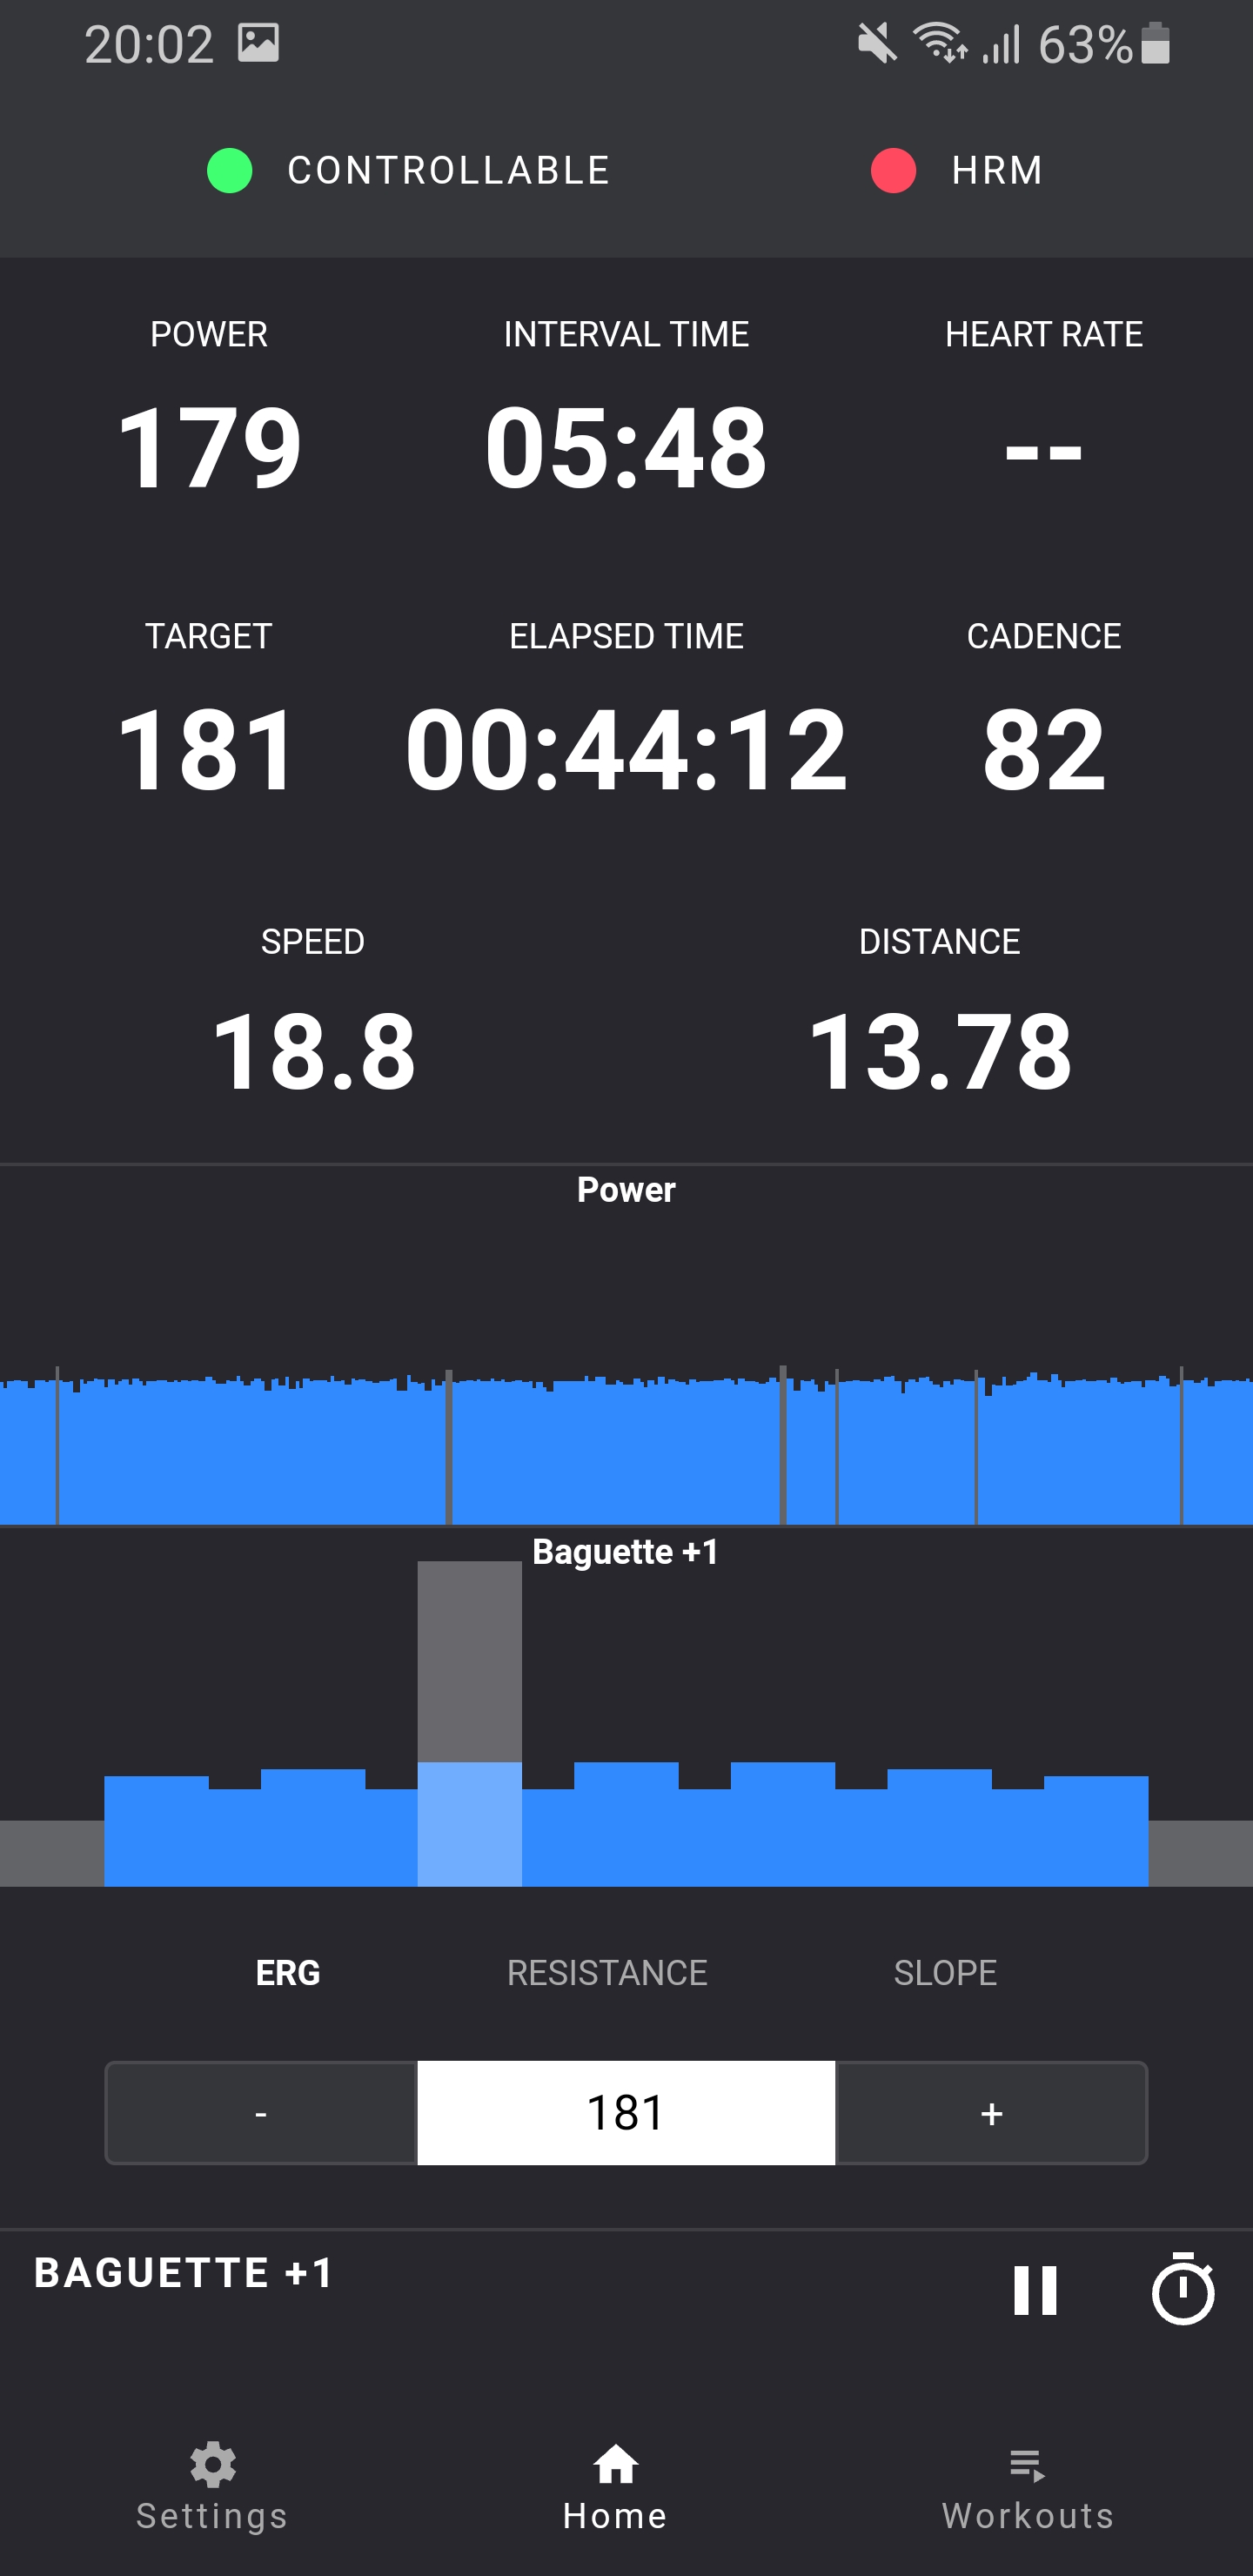 20:02 63%
CONTROLLABLE HRM
POWER INTERVAL TIME HEART RATE
179 05:48 --
TARGET ELAPSED TIME CADENCE
181 00:44:12 82
SPEED DISTANCE
18.8 13.78
Power
Baguette +1
ERG RESISTANCE SLOPE
- 181 +
BAGUETTE +1
Settings Home Workouts